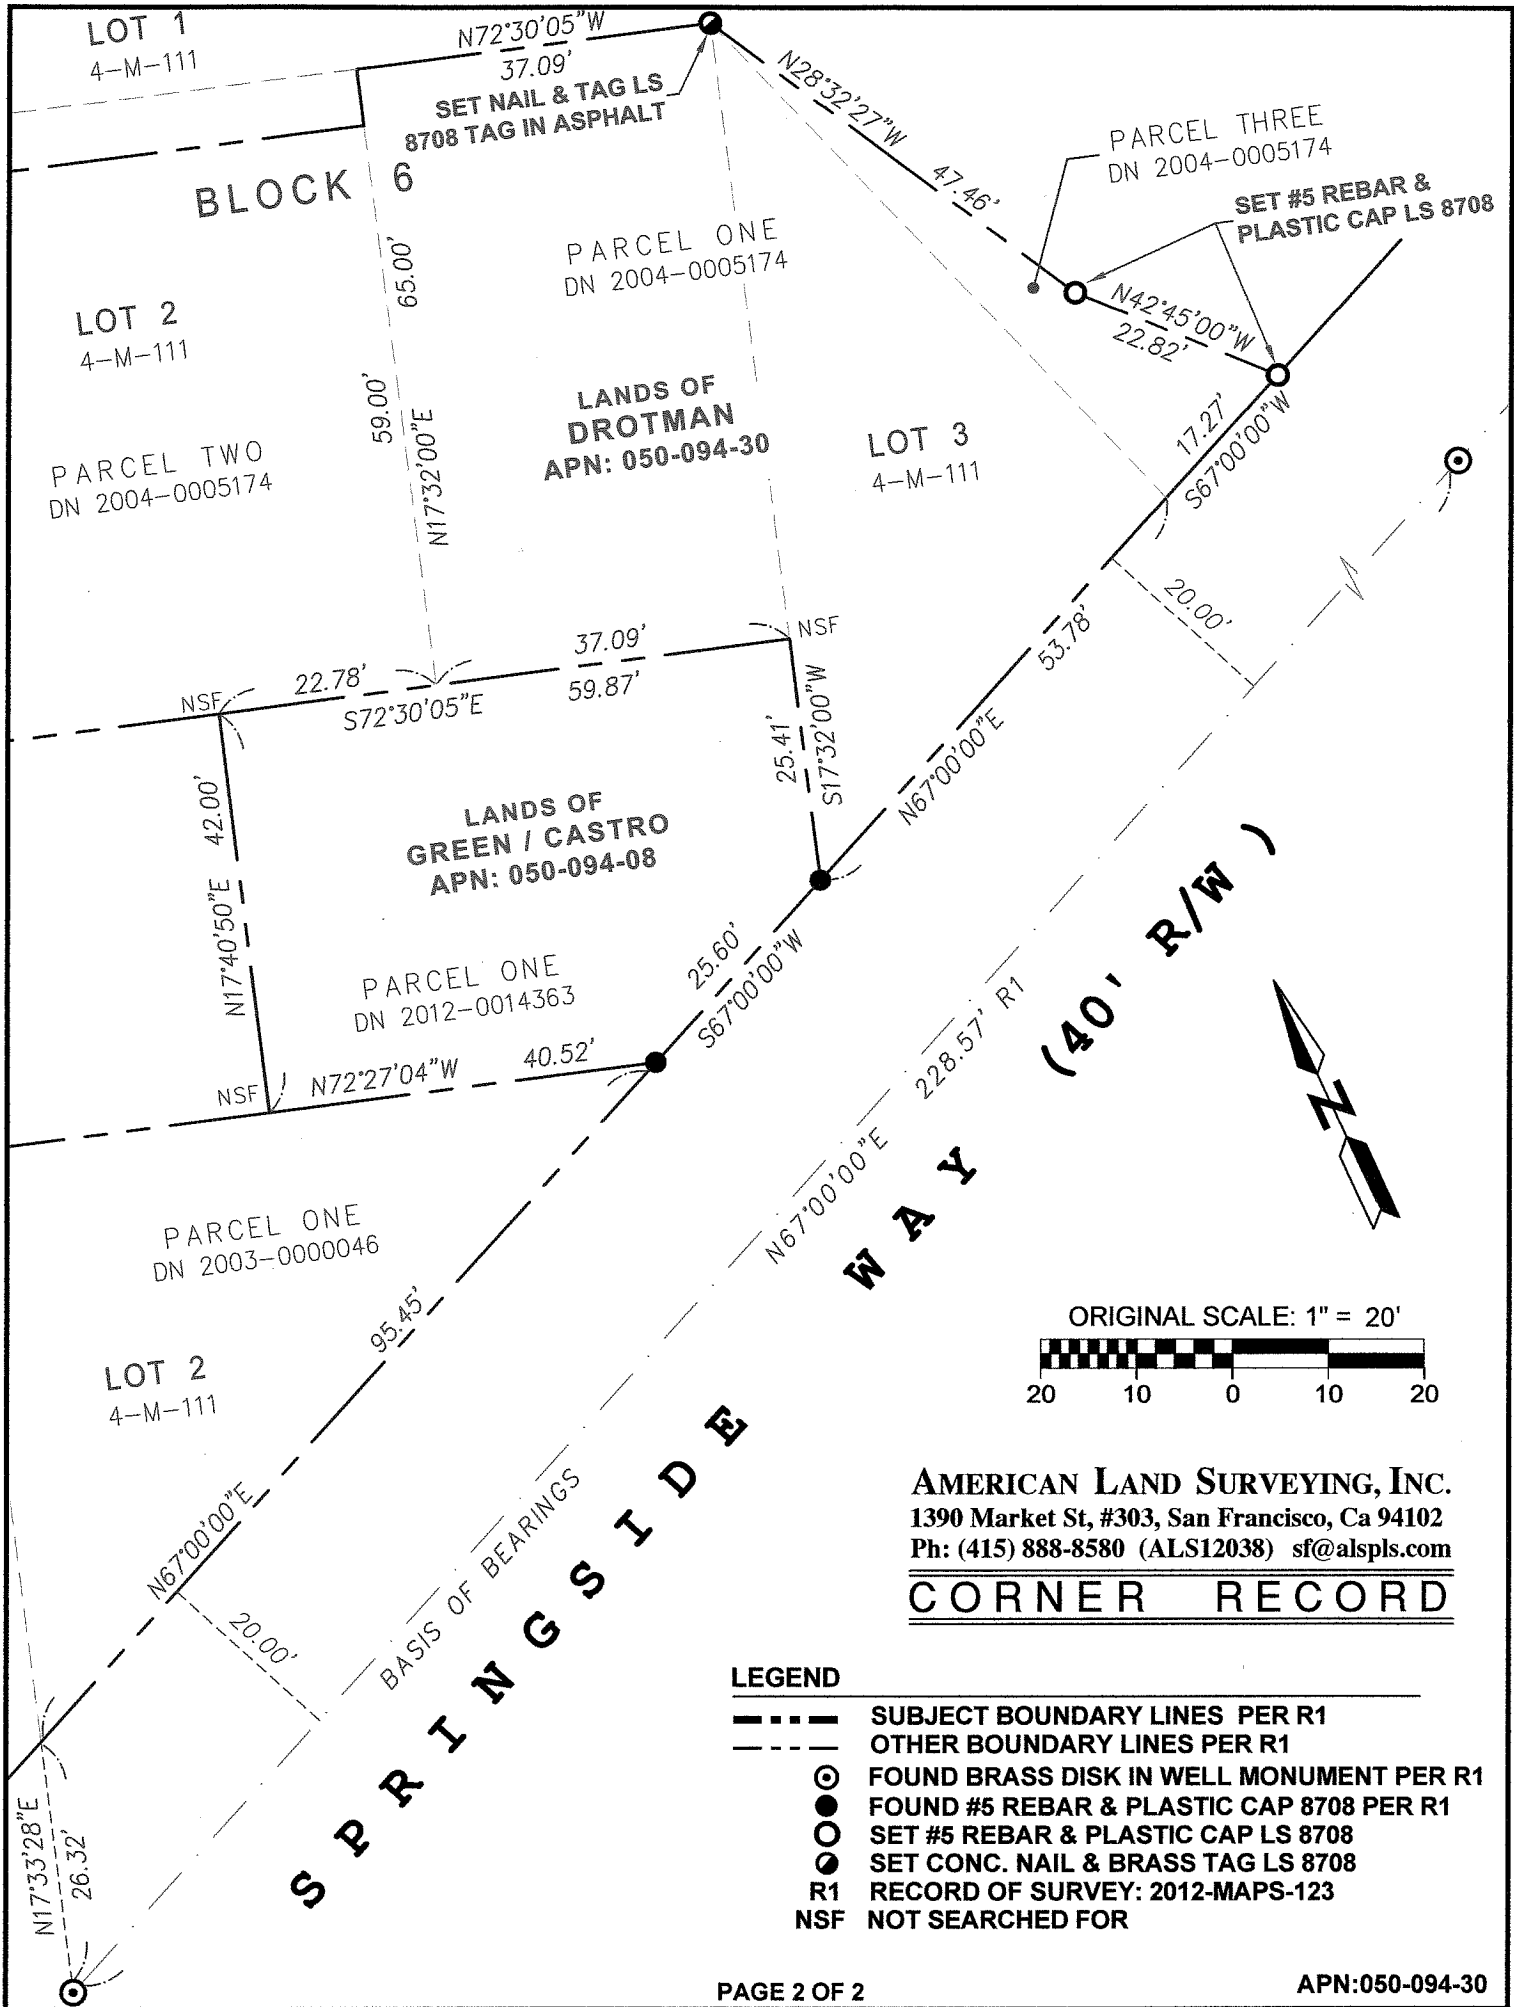 LOT 1
4-M-111
N72°30'05"W
37.09'
SET NAIL & TAG LS
8708 TAG IN ASPHALT
N28°32'27"W
47.46'
PARCEL THREE
DN 2004-0005174
SET #5 REBAR &
PLASTIC CAP LS 8708
BLOCK 6
PARCEL ONE
DN 2004-0005174
65.00'
N42°45'00"W
22.82'
LOT 2
4-M-111
59.00'
N17°32'00"E
LANDS OF
DROTMAN
APN: 050-094-30
LOT 3
4-M-111
17.27'
S67°00'00"W
PARCEL TWO
DN 2004-0005174
20.00'
NSF
22.78'
37.09'
NSF
S72°30'05"E
59.87'
53.78'
N67°00'00"E
25.41'
S17°32'00"W
42.00'
N17°40'50"E
LANDS OF
GREEN / CASTRO
APN: 050-094-08
PARCEL ONE
DN 2012-0014363
25.60'
S67°00'00"W
NSF
N72°27'04"W
40.52'
228.57' R1
N67°00'00"E
PARCEL ONE
DN 2003-0000046
95.45'
LOT 2
4-M-111
N67°00'00"E
20.00'
BASIS OF BEARINGS
SPRINGSIDE WAY (40' R/W )
N
N17°33'28"E
26.32'
ORIGINAL SCALE: 1" = 20'
20 10 0 10 20
AMERICAN LAND SURVEYING, INC.
1390 Market St, #303, San Francisco, Ca 94102
Ph: (415) 888-8580 (ALS12038) sf@alspls.com
CORNER RECORD
LEGEND
SUBJECT BOUNDARY LINES PER R1
OTHER BOUNDARY LINES PER R1
FOUND BRASS DISK IN WELL MONUMENT PER R1
FOUND #5 REBAR & PLASTIC CAP 8708 PER R1
SET #5 REBAR & PLASTIC CAP LS 8708
SET CONC. NAIL & BRASS TAG LS 8708
R1 RECORD OF SURVEY: 2012-MAPS-123
NSF NOT SEARCHED FOR
PAGE 2 OF 2
APN:050-094-30